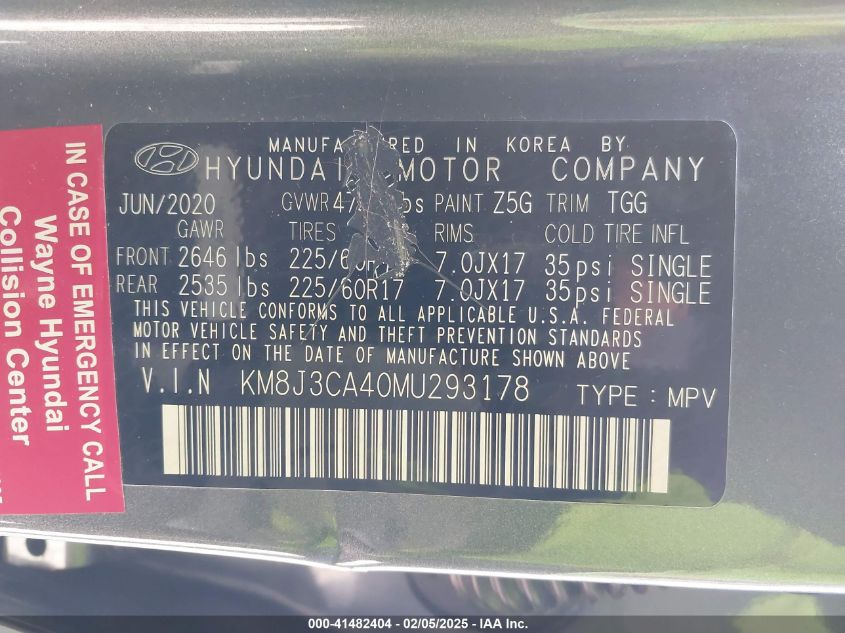 IN CASE OF EMERGENCY CALL
Wayne Hyundai
Collision Center
IN KOREA BY
HYUNDAI MOTOR COMPANY
JUN/2020 GVWR PAINT Z5G TRIM TGG
GAWR TIRES RIMS COLD TIRE INFL
FRONT 2646 lbs 7.0JX17 35psi SINGLE
REAR 2535 lbs 225/60R17 7.0JX17 35psi SINGLE
THIS VEHICLE CONFORMS TO ALL APPLICABLE U.S.A. FEDERAL
MOTOR VEHICLE SAFETY AND THEFT PREVENTION STANDARDS
IN EFFECT ON THE DATE OF MANUFACTURE SHOWN ABOVE
V.I.N KM8J3CA40MU293178 TYPE:MPV
000-41482404 - 02/05/2025 - IAA Inc.